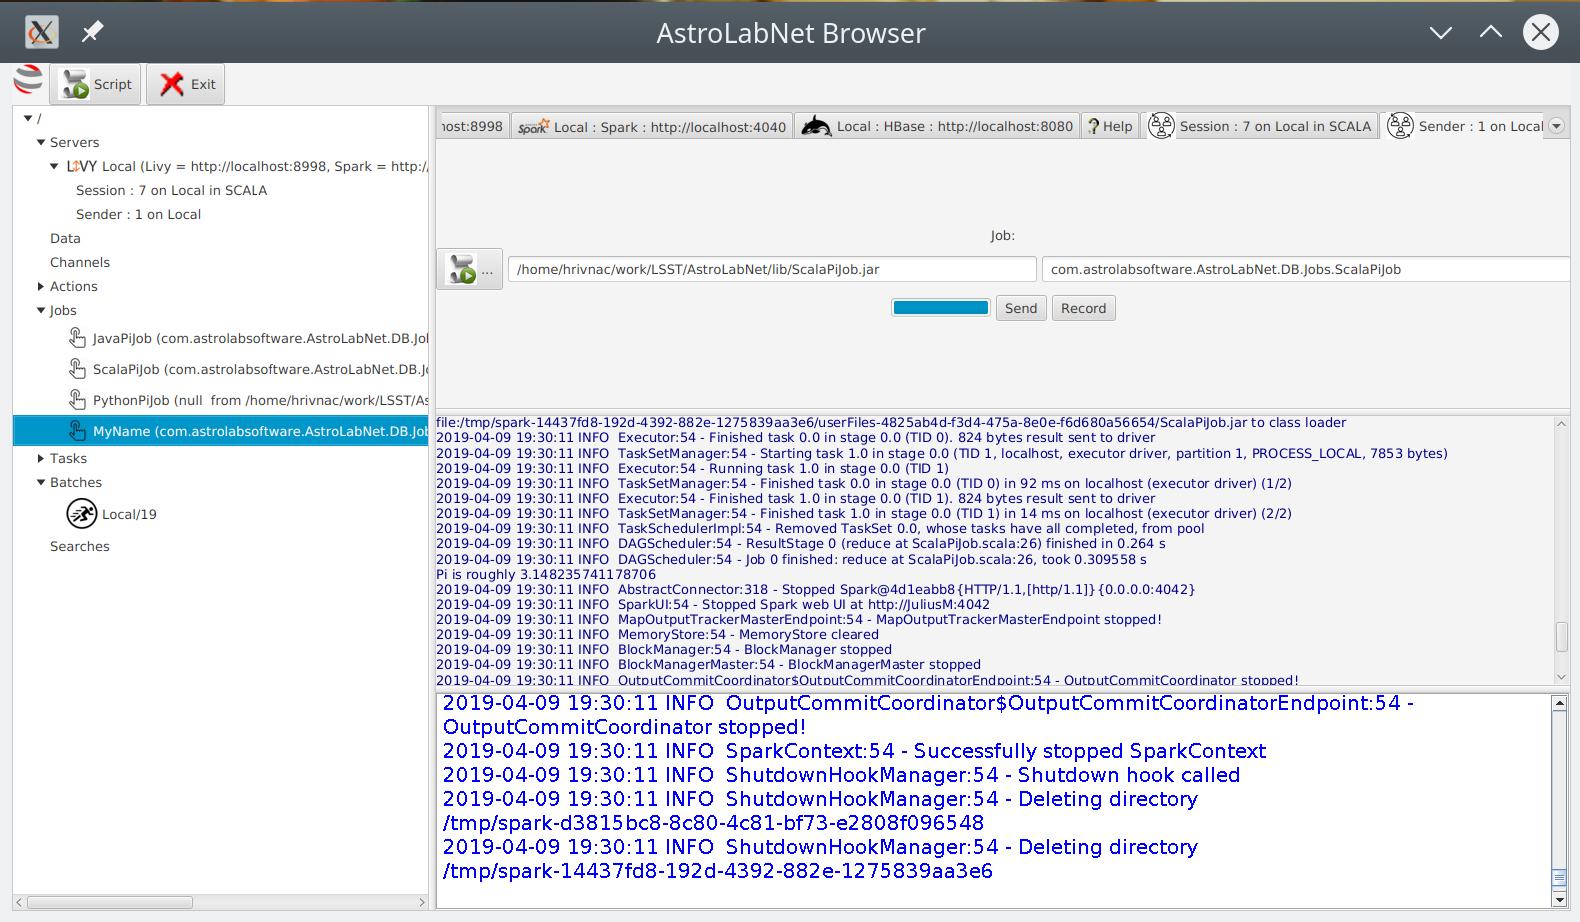 AstroLabNet Browser
Script Exit
/
Servers
LIVY Local (Livy = http://localhost:8998, Spark = http:/
Session : 7 on Local in SCALA
Sender : 1 on Local
Data
Channels
Actions
Jobs
JavaPiJob (com.astrolabsoftware.AstroLabNet.DB.Jo
ScalaPiJob (com.astrolabsoftware.AstroLabNet.DB.J
PythonPiJob (null from /home/hrivnac/work/LSST/As
MyName (com.astrolabsoftware.AstroLabNet.DB.Job
Tasks
Batches
Local/19
Searches
host:8998 Spark Local : Spark : http://localhost:4040 Local : HBase : http://localhost:8080 ? Help Session : 7 on Local in SCALA Sender : 1 on Local
Job:
... /home/hrivnac/work/LSST/AstroLabNet/lib/ScalaPiJob.jar com.astrolabsoftware.AstroLabNet.DB.Jobs.ScalaPiJob
Send Record
file:/tmp/spark-14437fd8-192d-4392-882e-1275839aa3e6/userFiles-4825ab4d-f3d4-475a-8e0e-f6d680a56654/ScalaPiJob.jar to class loader
2019-04-09 19:30:11 INFO Executor:54 - Finished task 0.0 in stage 0.0 (TID 0). 824 bytes result sent to driver
2019-04-09 19:30:11 INFO TaskSetManager:54 - Starting task 1.0 in stage 0.0 (TID 1, localhost, executor driver, partition 1, PROCESS_LOCAL, 7853 bytes)
2019-04-09 19:30:11 INFO Executor:54 - Running task 1.0 in stage 0.0 (TID 1)
2019-04-09 19:30:11 INFO TaskSetManager:54 - Finished task 0.0 in stage 0.0 (TID 0) in 92 ms on localhost (executor driver) (1/2)
2019-04-09 19:30:11 INFO Executor:54 - Finished task 1.0 in stage 0.0 (TID 1). 824 bytes result sent to driver
2019-04-09 19:30:11 INFO TaskSetManager:54 - Finished task 1.0 in stage 0.0 (TID 1) in 14 ms on localhost (executor driver) (2/2)
2019-04-09 19:30:11 INFO TaskSchedulerImpl:54 - Removed TaskSet 0.0, whose tasks have all completed, from pool
2019-04-09 19:30:11 INFO DAGScheduler:54 - ResultStage 0 (reduce at ScalaPiJob.scala:26) finished in 0.264 s
2019-04-09 19:30:11 INFO DAGScheduler:54 - Job 0 finished: reduce at ScalaPiJob.scala:26, took 0.309558 s
Pi is roughly 3.148235741178706
2019-04-09 19:30:11 INFO AbstractConnector:318 - Stopped Spark@4d1eabb8{HTTP/1.1,[http/1.1]}{0.0.0.0:4042}
2019-04-09 19:30:11 INFO SparkUI:54 - Stopped Spark web UI at http://JuliusM:4042
2019-04-09 19:30:11 INFO MapOutputTrackerMasterEndpoint:54 - MapOutputTrackerMasterEndpoint stopped!
2019-04-09 19:30:11 INFO MemoryStore:54 - MemoryStore cleared
2019-04-09 19:30:11 INFO BlockManager:54 - BlockManager stopped
2019-04-09 19:30:11 INFO BlockManagerMaster:54 - BlockManagerMaster stopped
2019-04-09 19:30:11 INFO OutputCommitCoordinator$OutputCommitCoordinatorEndpoint:54 - OutputCommitCoordinator stopped!
2019-04-09 19:30:11 INFO OutputCommitCoordinator$OutputCommitCoordinatorEndpoint:54 -
OutputCommitCoordinator stopped!
2019-04-09 19:30:11 INFO SparkContext:54 - Successfully stopped SparkContext
2019-04-09 19:30:11 INFO ShutdownHookManager:54 - Shutdown hook called
2019-04-09 19:30:11 INFO ShutdownHookManager:54 - Deleting directory
/tmp/spark-d3815bc8-8c80-4c81-bf73-e2808f096548
2019-04-09 19:30:11 INFO ShutdownHookManager:54 - Deleting directory
/tmp/spark-14437fd8-192d-4392-882e-1275839aa3e6